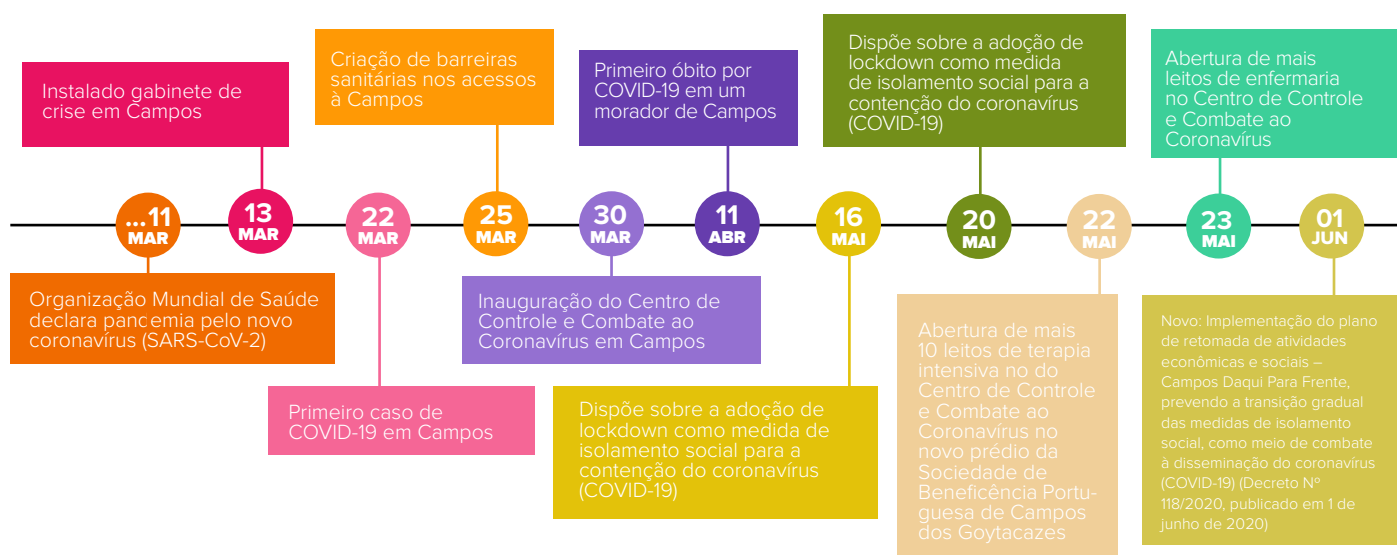 ...11
MAR
Organização Mundial de Saúde
declara pandemia pelo novo
coronavírus (SARS-CoV-2)
Instalado gabinete de
crise em Campos
13
MAR
22
MAR
Primeiro caso de
COVID-19 em Campos
Criação de barreiras
sanitárias nos acessos
à Campos
25
MAR
30
MAR
Inauguração do Centro de
Controle e Combate ao
Coronavírus em Campos
Primeiro óbito por
COVID-19 em um
morador de Campos
11
ABR
16
MAI
Dispõe sobre a adoção de
lockdown como medida de
isolamento social para a
contenção do coronavírus
(COVID-19)
Dispõe sobre a adoção de
lockdown como medida
de isolamento social para a
contenção do coronavírus
(COVID-19)
20
MAI
22
MAI
Abertura de mais
10 leitos de terapia
intensiva no do
Centro de Controle
e Combate ao
Coronavírus no
novo prédio da
Sociedade de
Beneficência Portu-
guesa de Campos
dos Goytacazes
Abertura de mais
leitos de enfermaria
no Centro de Controle
e Combate ao
Coronavírus
23
MAI
01
JUN
Novo: Implementação do plano
de retomada de atividades
econômicas e sociais –
Campos Daqui Para Frente,
prevendo a transição gradual
das medidas de isolamento
social, como meio de combate
à disseminação do coronavírus
(COVID-19) (Decreto Nº
118/2020, publicado em 1 de
junho de 2020)